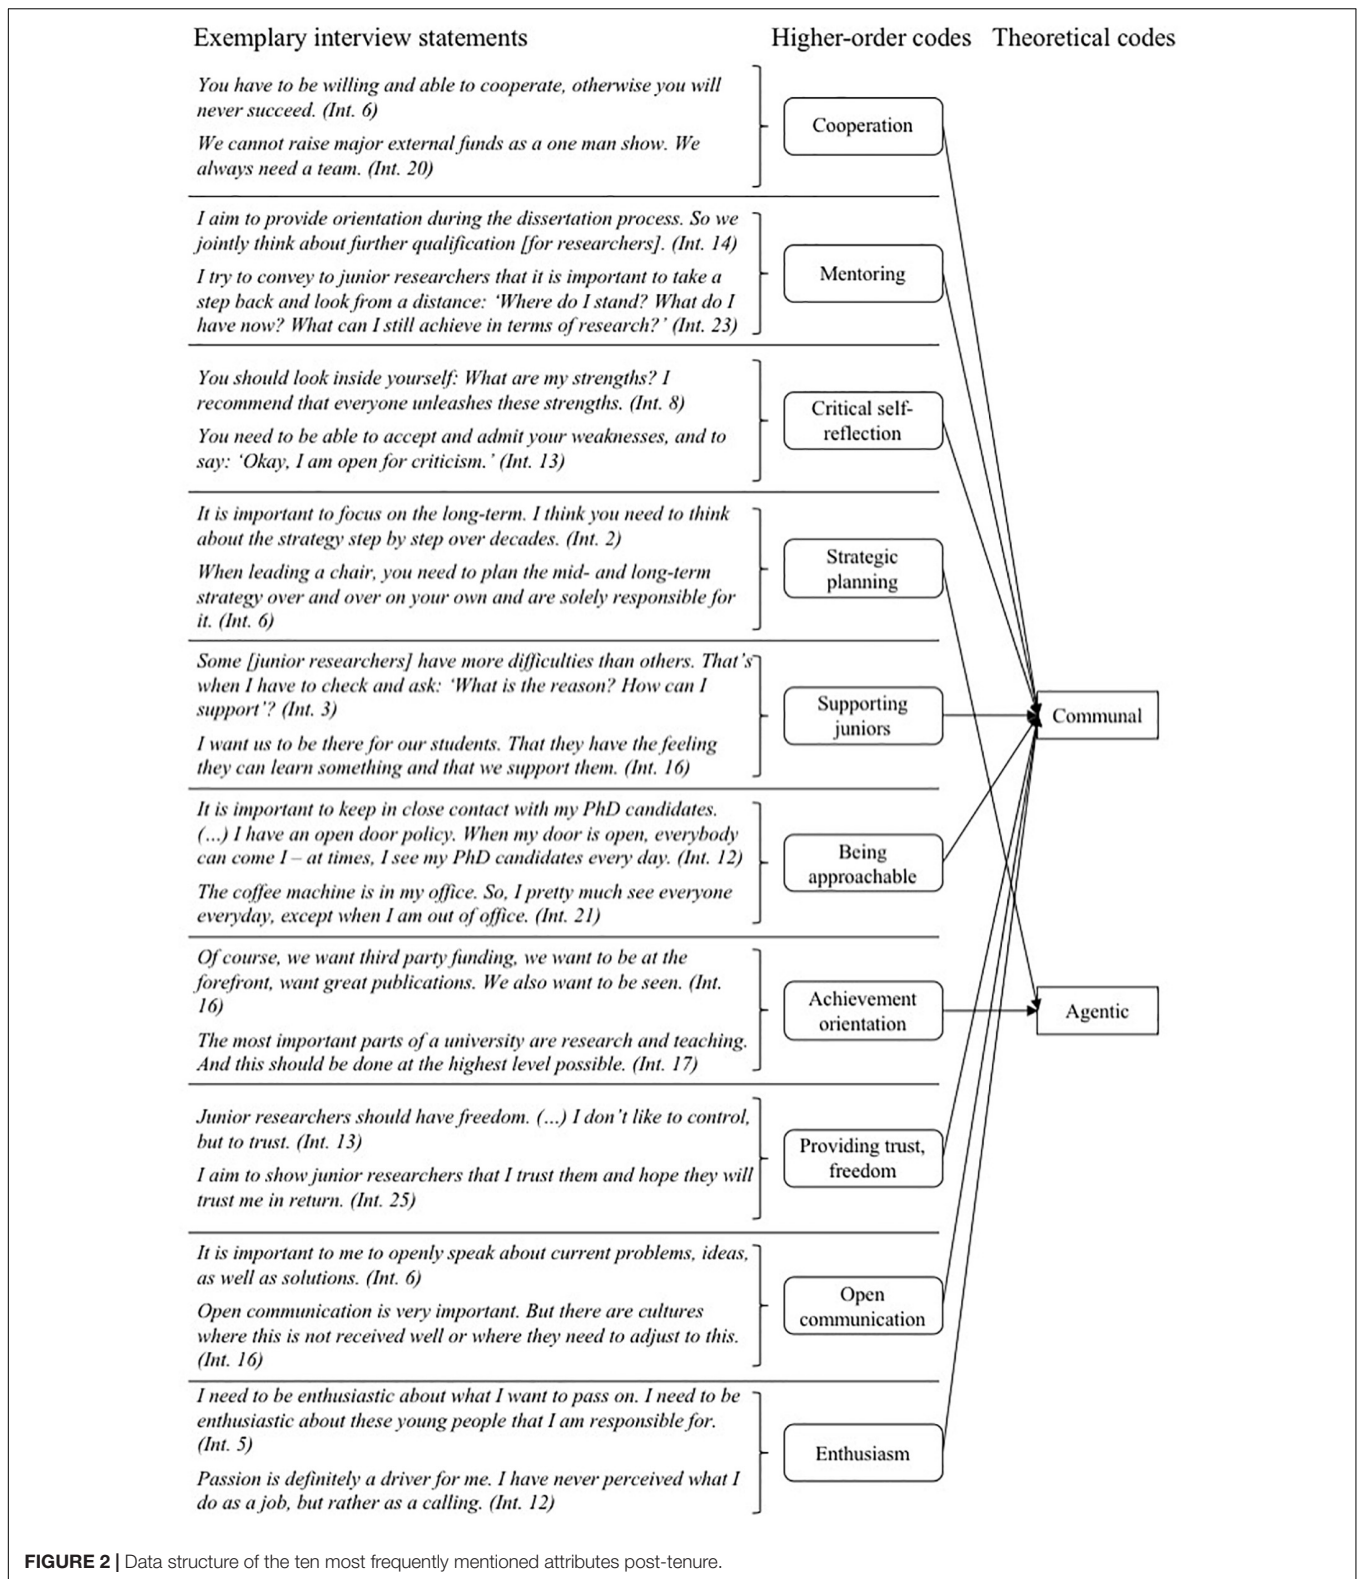 Exemplary interview statements
Higher-order codes
Theoretical codes
You have to be willing and able to cooperate, otherwise you will
never succeed. (Int. 6)
We cannot raise major external funds as a one man show. We
always need a team. (Int. 20)
Cooperation
I aim to provide orientation during the dissertation process. So we
jointly think about further qualification [for researchers]. (Int. 14)
I try to convey to junior researchers that it is important to take a
step back and look from a distance: ‘Where do I stand? What do I
have now? What can I still achieve in terms of research?’ (Int. 23)
Mentoring
You should look inside yourself: What are my strengths? I
recommend that everyone unleashes these strengths. (Int. 8)
You need to be able to accept and admit your weaknesses, and to
say: ‘Okay, I am open for criticism.’ (Int. 13)
Critical self-
reflection
It is important to focus on the long-term. I think you need to think
about the strategy step by step over decades. (Int. 2)
When leading a chair, you need to plan the mid- and long-term
strategy over and over on your own and are solely responsible for
it. (Int. 6)
Strategic
planning
Some [junior researchers] have more difficulties than others. That’s
when I have to check and ask: ‘What is the reason? How can I
support’? (Int. 3)
I want us to be there for our students. That they have the feeling
they can learn something and that we support them. (Int. 16)
Supporting
juniors
Communal
It is important to keep in close contact with my PhD candidates.
(...) I have an open door policy. When my door is open, everybody
can come I – at times, I see my PhD candidates every day. (Int. 12)
The coffee machine is in my office. So, I pretty much see everyone
everyday, except when I am out of office. (Int. 21)
Being
approachable
Of course, we want third party funding, we want to be at the
forefront, want great publications. We also want to be seen. (Int.
16)
The most important parts of a university are research and teaching.
And this should be done at the highest level possible. (Int. 17)
Achievement
orientation
Agentic
Junior researchers should have freedom. (...) I don’t like to control,
but to trust. (Int. 13)
I aim to show junior researchers that I trust them and hope they will
trust me in return. (Int. 25)
Providing trust,
freedom
It is important to me to openly speak about current problems, ideas,
as well as solutions. (Int. 6)
Open communication is very important. But there are cultures
where this is not received well or where they need to adjust to this.
(Int. 16)
Open
communication
I need to be enthusiastic about what I want to pass on. I need to be
enthusiastic about these young people that I am responsible for.
(Int. 5)
Passion is definitely a driver for me. I have never perceived what I
do as a job, but rather as a calling. (Int. 12)
Enthusiasm
FIGURE 2 | Data structure of the ten most frequently mentioned attributes post-tenure.